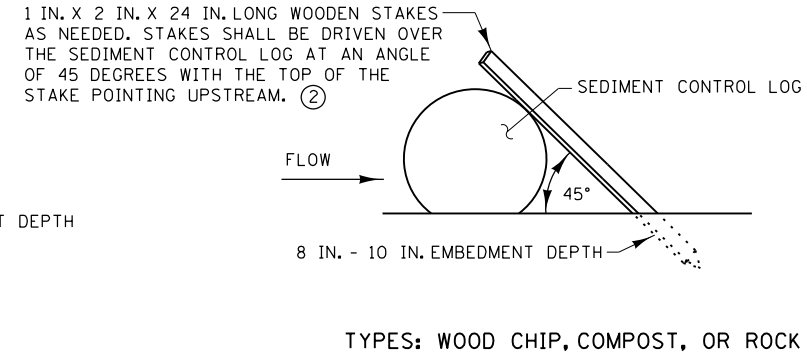 1 IN. X 2 IN. X 24 IN. LONG WOODEN STAKES
AS NEEDED. STAKES SHALL BE DRIVEN OVER
THE SEDIMENT CONTROL LOG AT AN ANGLE
OF 45 DEGREES WITH THE TOP OF THE
STAKE POINTING UPSTREAM. ②
SEDIMENT CONTROL LOG
FLOW
45°
T DEPTH
8 IN. - 10 IN. EMBEDMENT DEPTH
TYPES: WOOD CHIP, COMPOST, OR ROCK